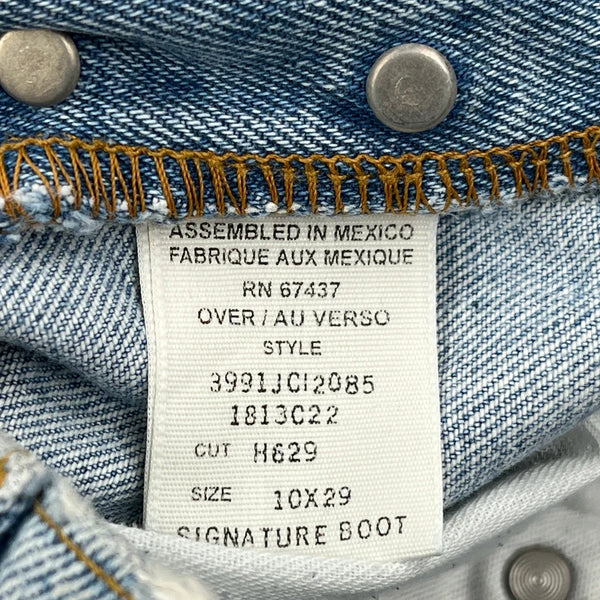 ASSEMBLED IN MEXICO
FABRIQUE AUX MEXIQUE
RN 67437
OVER / AU VERSO
STYLE
3991JCI2085
1813C22
CUT H629
SIZE 10X29
SIGNATURE BOOT